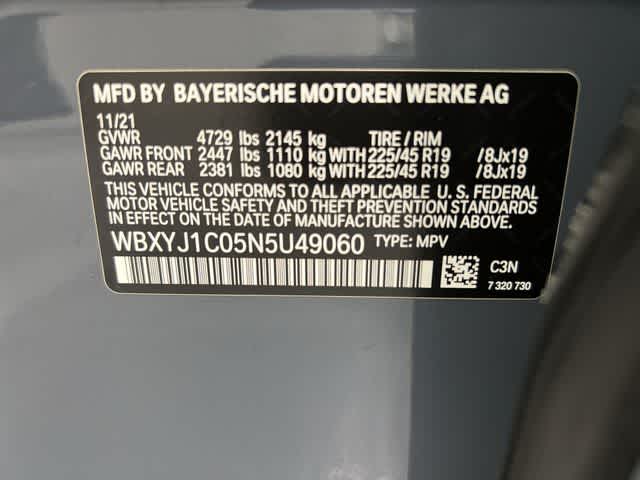 MFD BY BAYERISCHE MOTOREN WERKE AG
11/21
GVWR 4729 lbs 2145 kg TIRE / RIM
GAWR FRONT 2447 lbs 1110 kg WITH 225/45 R19 /8Jx19
GAWR REAR 2381 lbs 1080 kg WITH 225/45 R19 /8Jx19
THIS VEHICLE CONFORMS TO ALL APPLICABLE U. S. FEDERAL
MOTOR VEHICLE SAFETY AND THEFT PREVENTION STANDARDS
IN EFFECT ON THE DATE OF MANUFACTURE SHOWN ABOVE.
WBXYJ1C05N5U49060 TYPE: MPV
C3N
7 320 730